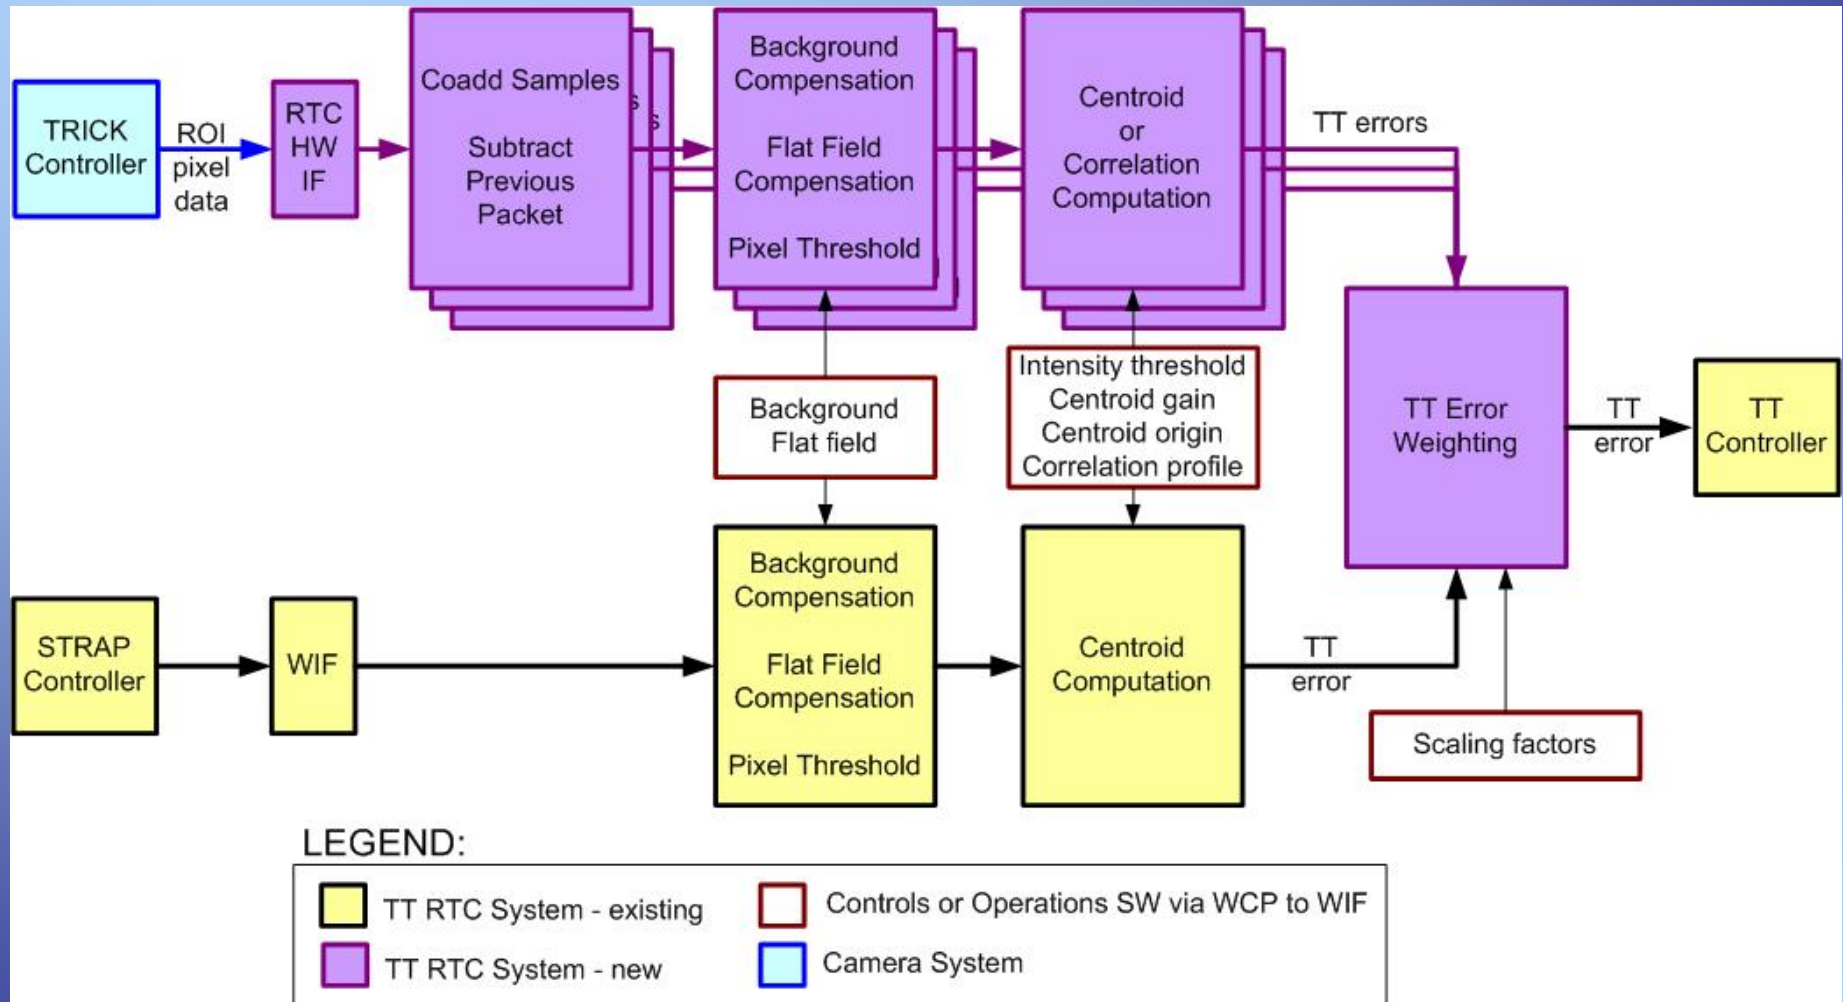 TRICK
Controller
ROI
pixel
data
RTC
HW
IF
Coadd Samples
Subtract
Previous
Packet
s
s
Background
Compensation
Flat Field
Compensation
Pixel Threshold
Centroid
or
Correlation
Computation
TT errors
Background
Flat field
Intensity threshold
Centroid gain
Centroid origin
Correlation profile
TT Error
Weighting
TT
error
TT
Controller
STRAP
Controller
WIF
Background
Compensation
Flat Field
Compensation
Pixel Threshold
Centroid
Computation
TT
error
Scaling factors
LEGEND:
TT RTC System - existing
Controls or Operations SW via WCP to WIF
TT RTC System - new
Camera System